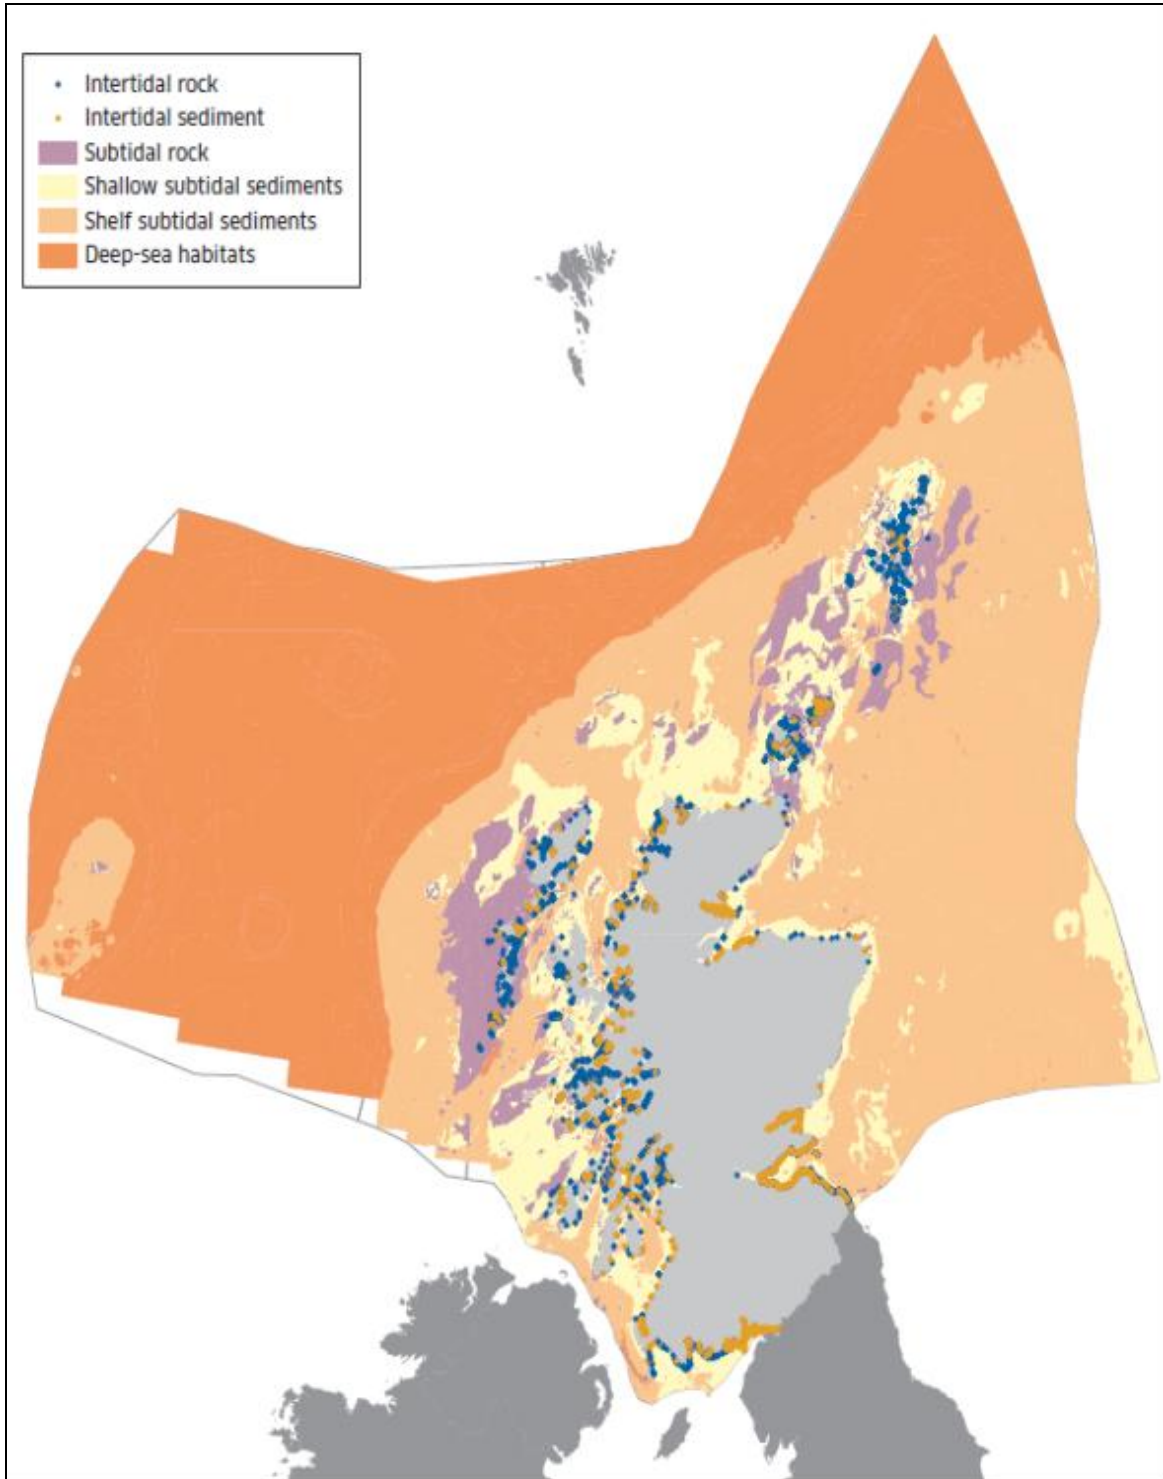 Intertidal rock
Intertidal sediment
Subtidal rock
Shallow subtidal sediments
Shelf subtidal sediments
Deep-sea habitats